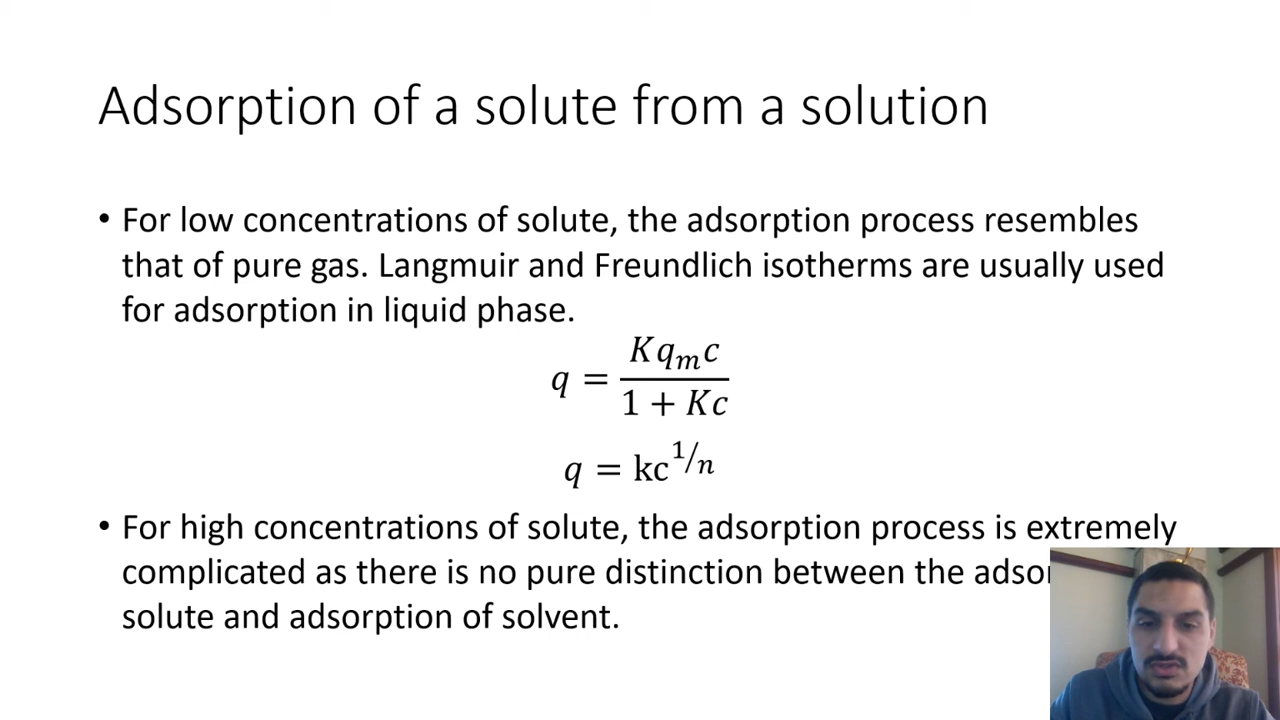 Adsorption of a solute from a solution
• For low concentrations of solute, the adsorption process resembles
that of pure gas. Langmuir and Freundlich isotherms are usually used
for adsorption in liquid phase.
q = Kq_m c / (1 + Kc)
q = kc^{1/n}
• For high concentrations of solute, the adsorption process is extremely
complicated as there is no pure distinction between the
solute and adsorption of solvent.